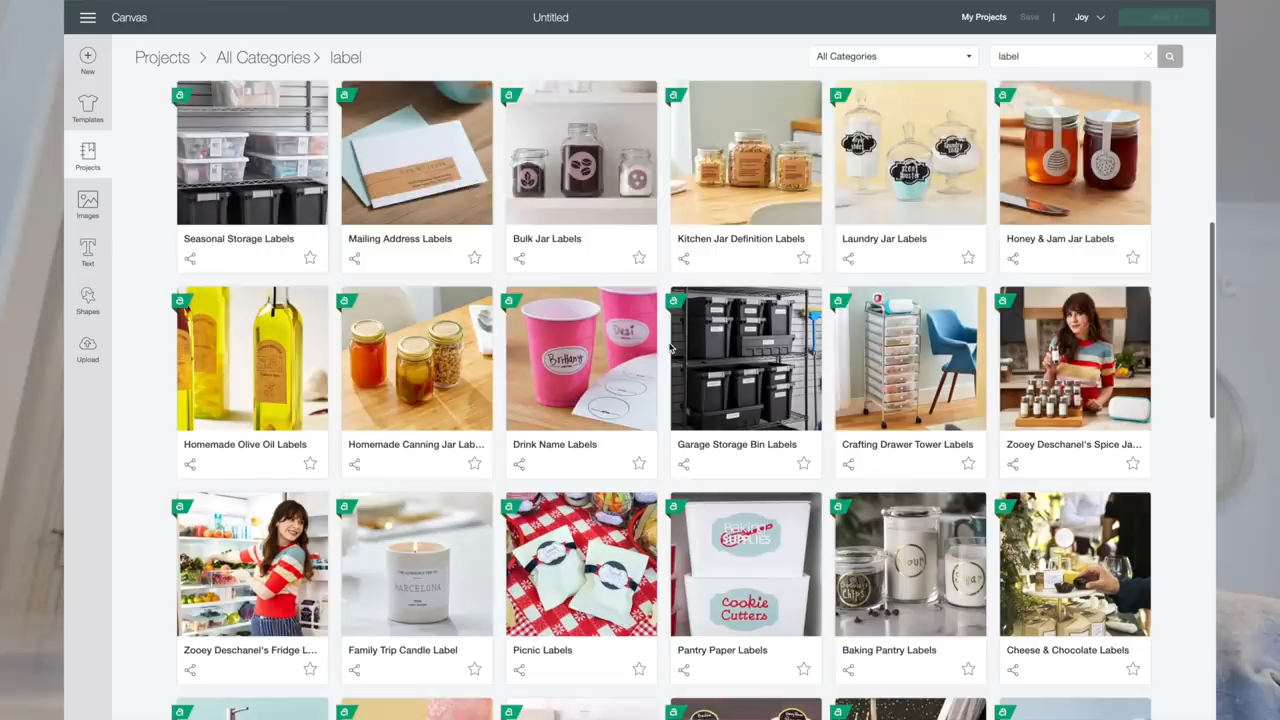 Canvas
Untitled
My Projects
Save
|
Joy
New
Templates
Projects
Images
Text
Shapes
Upload
Projects > All Categories > label
All Categories
label
Seasonal Storage Labels
Mailing Address Labels
Bulk Jar Labels
Kitchen Jar Definition Labels
Laundry Jar Labels
Honey & Jam Jar Labels
Brittany
Desi
Homemade Olive Oil Labels
Homemade Canning Jar Lab...
Drink Name Labels
Garage Storage Bin Labels
Crafting Drawer Tower Labels
Zooey Deschanel's Spice Ja...
BARCELONA
Baking
SUPPLIES
Cookie
Cutters
Zooey Deschanel's Fridge L...
Family Trip Candle Label
Picnic Labels
Pantry Paper Labels
Baking Pantry Labels
Cheese & Chocolate Labels